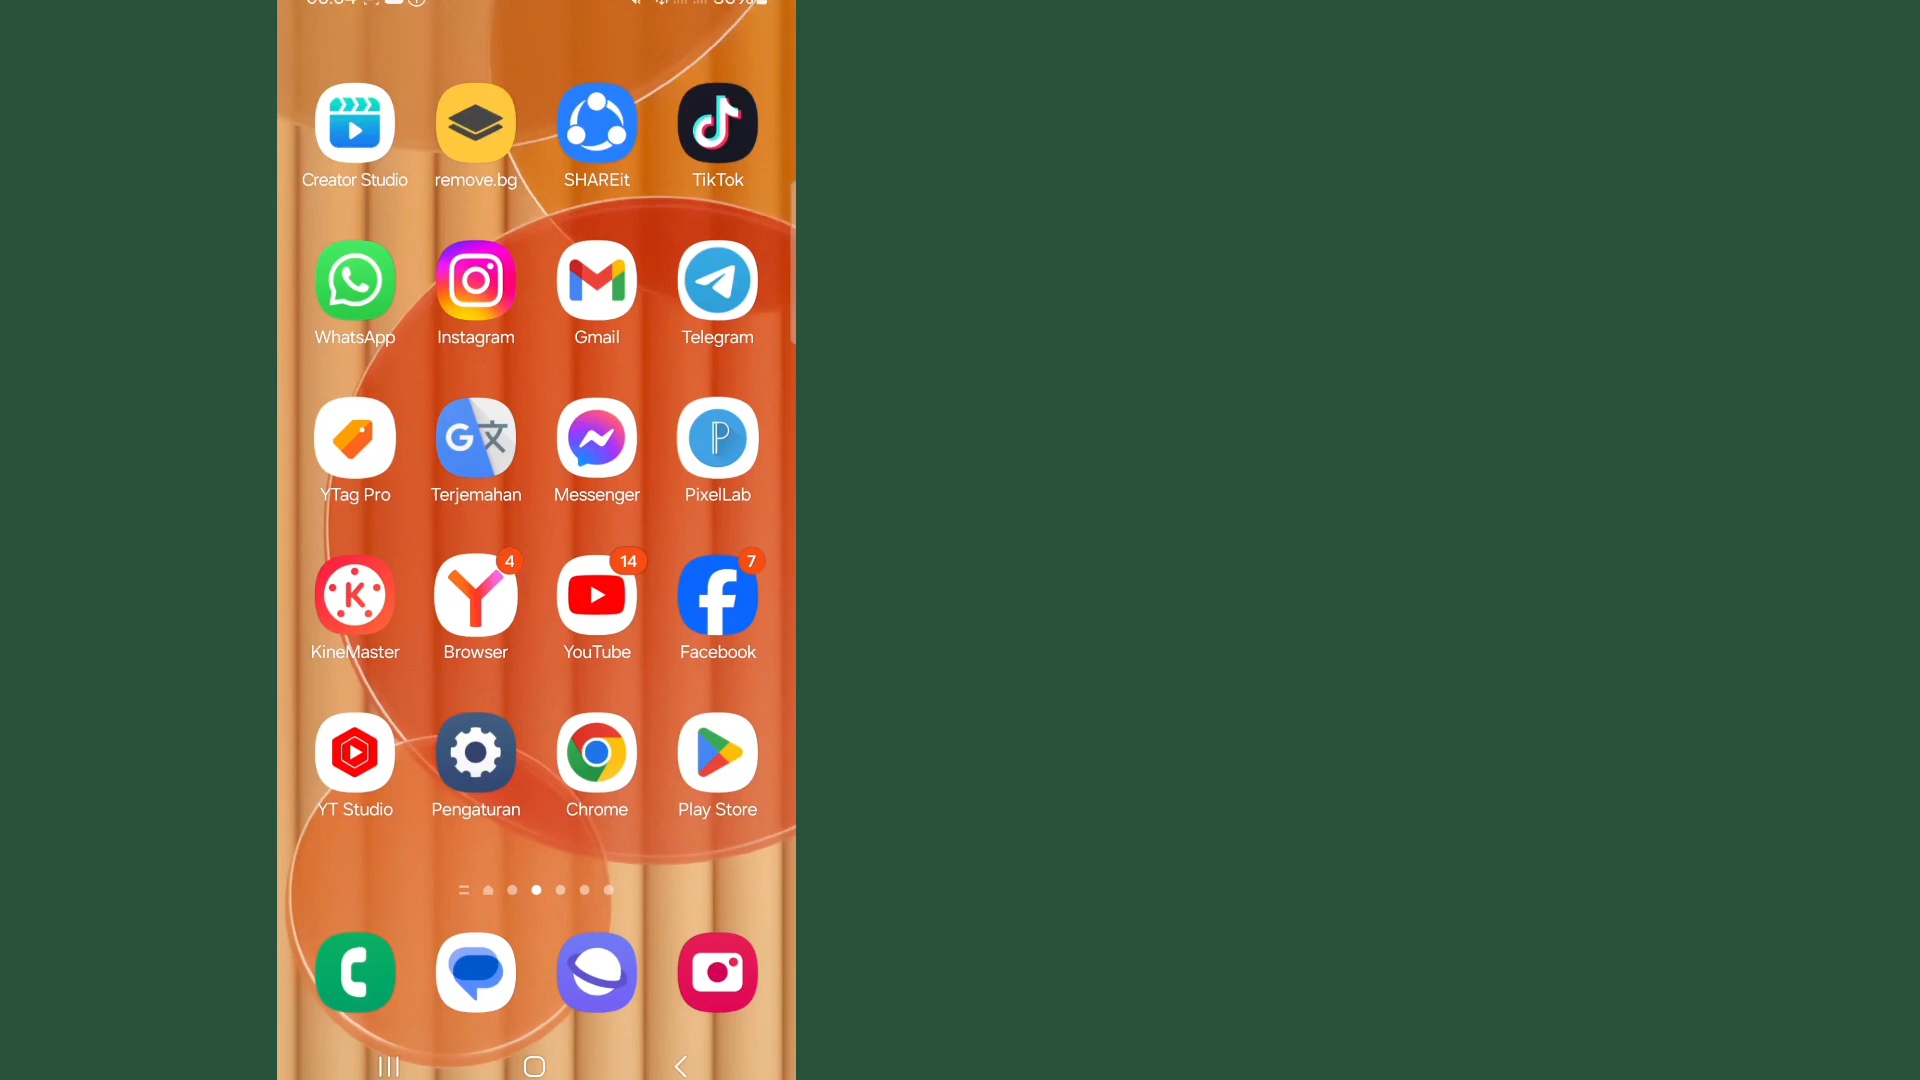 Creator Studio remove.bg SHAREit TikTok
WhatsApp Instagram Gmail Telegram
YTag Pro Terjemahan Messenger PixelLab
4 14 7
KineMaster Browser YouTube Facebook
YT Studio Pengaturan Chrome Play Store